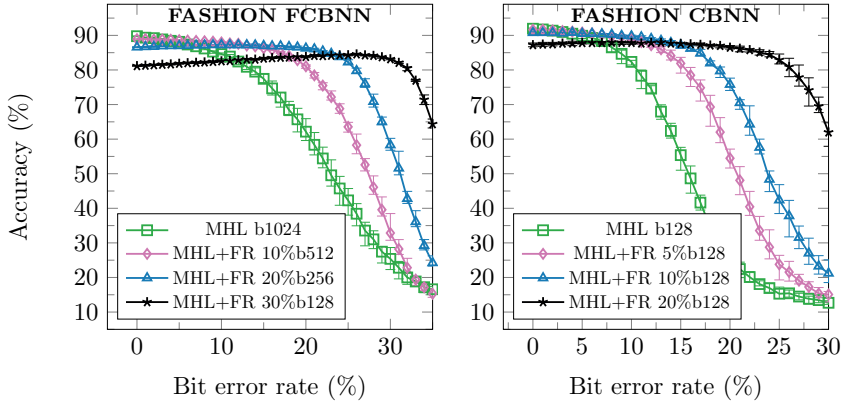 FASHION FCBNN
Accuracy (%)
90
80
70
60
50
40
30
20
10
MHL b1024
MHL+FR 10%b512
MHL+FR 20%b256
MHL+FR 30%b128
0
10
20
30
Bit error rate (%)
FASHION CBNN
90
80
70
60
50
40
30
20
10
MHL b128
MHL+FR 5%b128
MHL+FR 10%b128
MHL+FR 20%b128
0
5
10
15
20
25
30
Bit error rate (%)